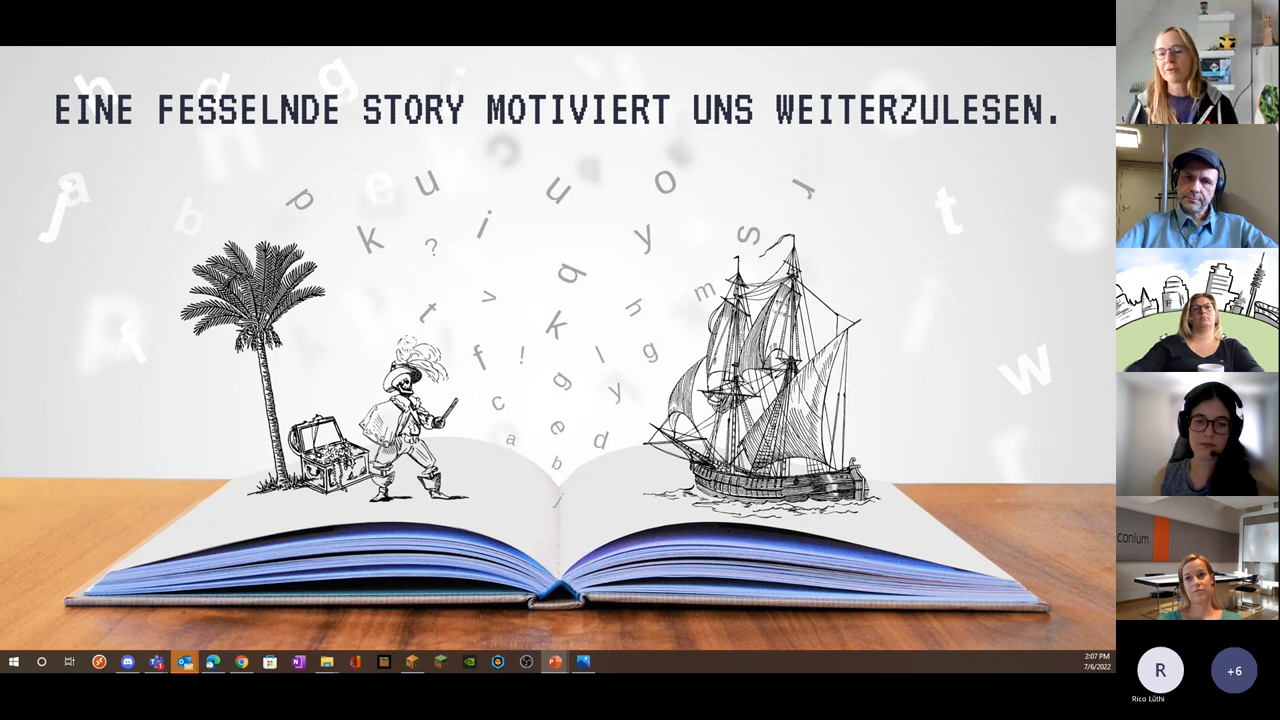 EINE FESSELNDE STORY MOTIVIERT UNS WEITERZULESEN.
conium
2:07 PM
7/6/2022
R
+6
Rico Lüthi